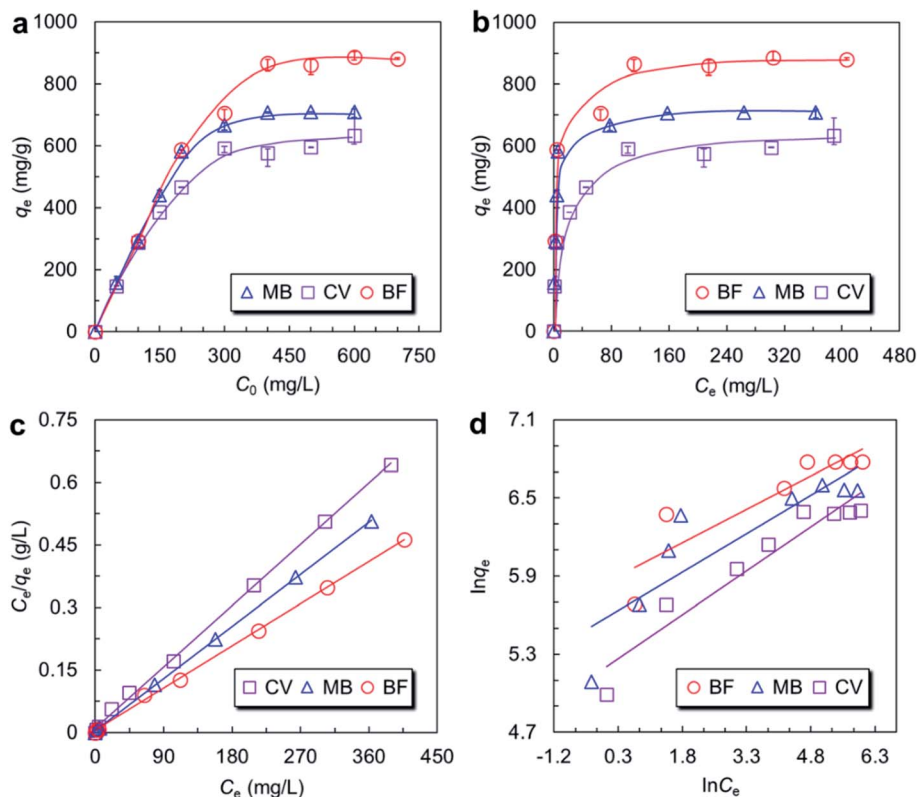 a
1000
800
600
400
200
0
qe (mg/g)
MB CV BF
0 150 300 450 600 750
C0 (mg/L)
b
1000
800
600
400
200
0
qe (mg/g)
BF MB CV
0 80 160 240 320 400 480
Ce (mg/L)
c
0.75
0.6
0.45
0.3
0.15
0
Ce/qe (g/L)
CV MB BF
0 90 180 270 360 450
Ce (mg/L)
d
7.1
6.5
5.9
5.3
4.7
lnqe
BF MB CV
-1.2 0.3 1.8 3.3 4.8 6.3
lnCe